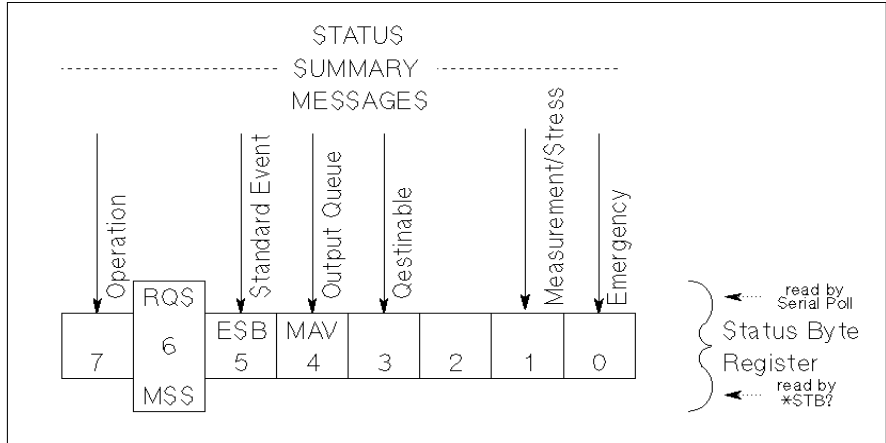 STATUS
SUMMARY
MESSAGES
Operation
Standard Event
Output Queue
Qestinable
Measurement/Stress
Emergency
RQS
ESB
MAV
7
6
5
4
3
2
1
0
MSS
read by
Serial Poll
Status Byte
Register
read by
*STB?